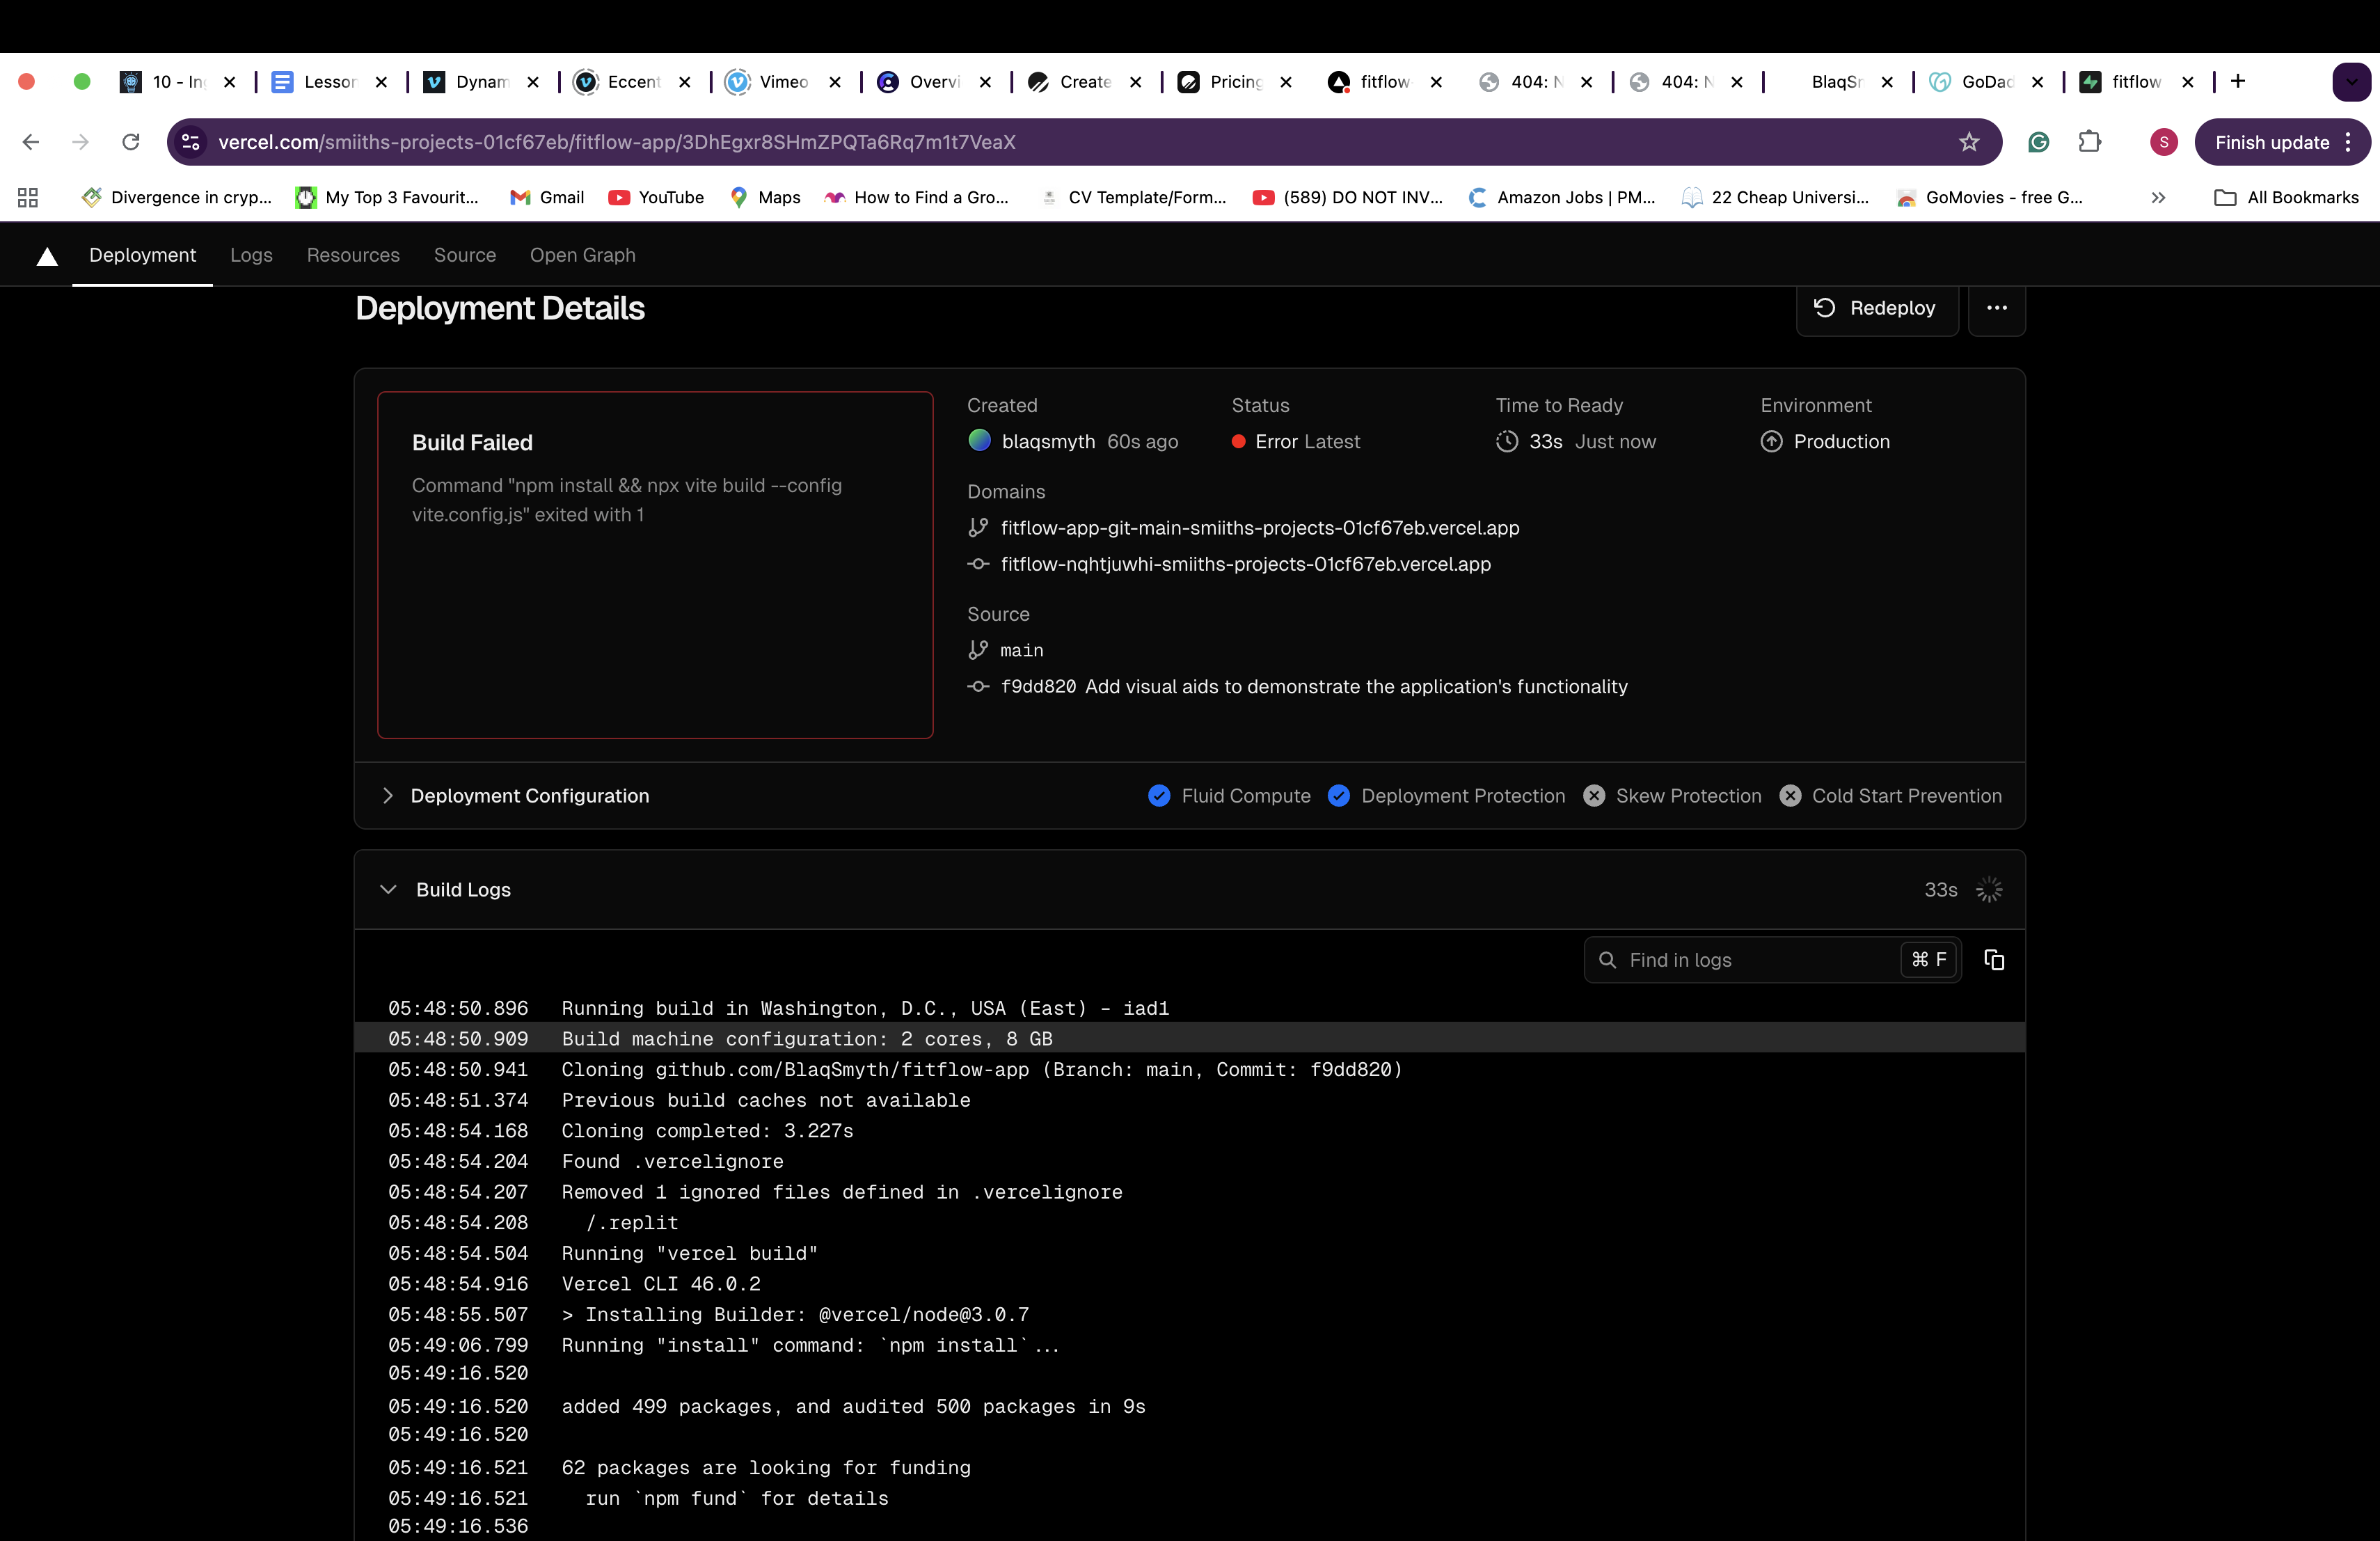 10 - In
Lesson
Dynam
Eccent
Vimeo
Overvi
Create
Pricing
fitflow
404: N
404: N
BlaqSr
GoDad
fitflow
vercel.com/smiiths-projects-01cf67eb/fitflow-app/3DhEgxr8SHmZPQTa6Rq7m1t7VeaX
S
Finish update
Divergence in cryp...
My Top 3 Favourit...
Gmail
YouTube
Maps
How to Find a Gro...
CV Template/Form...
(589) DO NOT INV...
Amazon Jobs | PM...
22 Cheap Universi...
GoMovies - free G...
All Bookmarks
Deployment
Logs
Resources
Source
Open Graph
Deployment Details
Redeploy
Build Failed
Command "npm install && npx vite build --config
vite.config.js" exited with 1
Created
blaqsmyth 60s ago
Status
Error Latest
Time to Ready
33s Just now
Environment
Production
Domains
fitflow-app-git-main-smiiths-projects-01cf67eb.vercel.app
fitflow-nqhtjuwhi-smiiths-projects-01cf67eb.vercel.app
Source
main
f9dd820 Add visual aids to demonstrate the application's functionality
Deployment Configuration
Fluid Compute
Deployment Protection
Skew Protection
Cold Start Prevention
Build Logs
33s
Find in logs
⌘ F
05:48:50.896 Running build in Washington, D.C., USA (East) – iad1
05:48:50.909 Build machine configuration: 2 cores, 8 GB
05:48:50.941 Cloning github.com/BlaqSmyth/fitflow-app (Branch: main, Commit: f9dd820)
05:48:51.374 Previous build caches not available
05:48:54.168 Cloning completed: 3.227s
05:48:54.204 Found .vercelignore
05:48:54.207 Removed 1 ignored files defined in .vercelignore
05:48:54.208 /.replit
05:48:54.504 Running "vercel build"
05:48:54.916 Vercel CLI 46.0.2
05:48:55.507 > Installing Builder: @vercel/node@3.0.7
05:49:06.799 Running "install" command: `npm install`...
05:49:16.520
05:49:16.520 added 499 packages, and audited 500 packages in 9s
05:49:16.520
05:49:16.521 62 packages are looking for funding
05:49:16.521 run `npm fund` for details
05:49:16.536